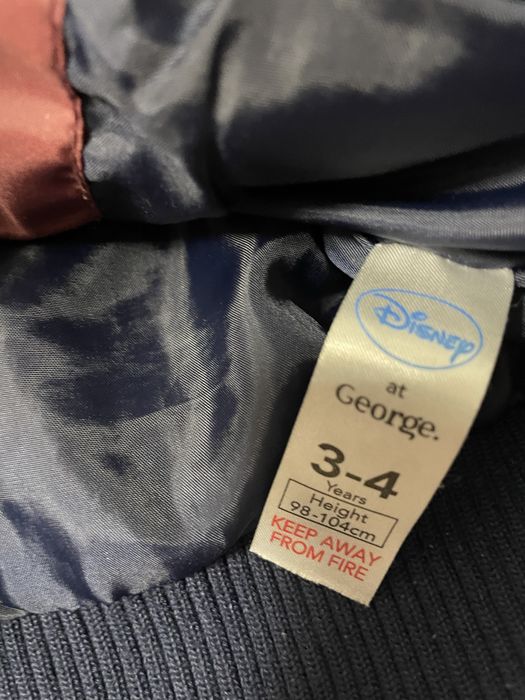 Disney
at
George.
3-4
Years
Height
98-104cm
KEEP AWAY
FROM FIRE